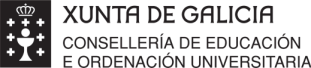 XUNTA DE GALICIA
CONSELLERÍA DE EDUCACIÓN
E ORDENACIÓN UNIVERSITARIA